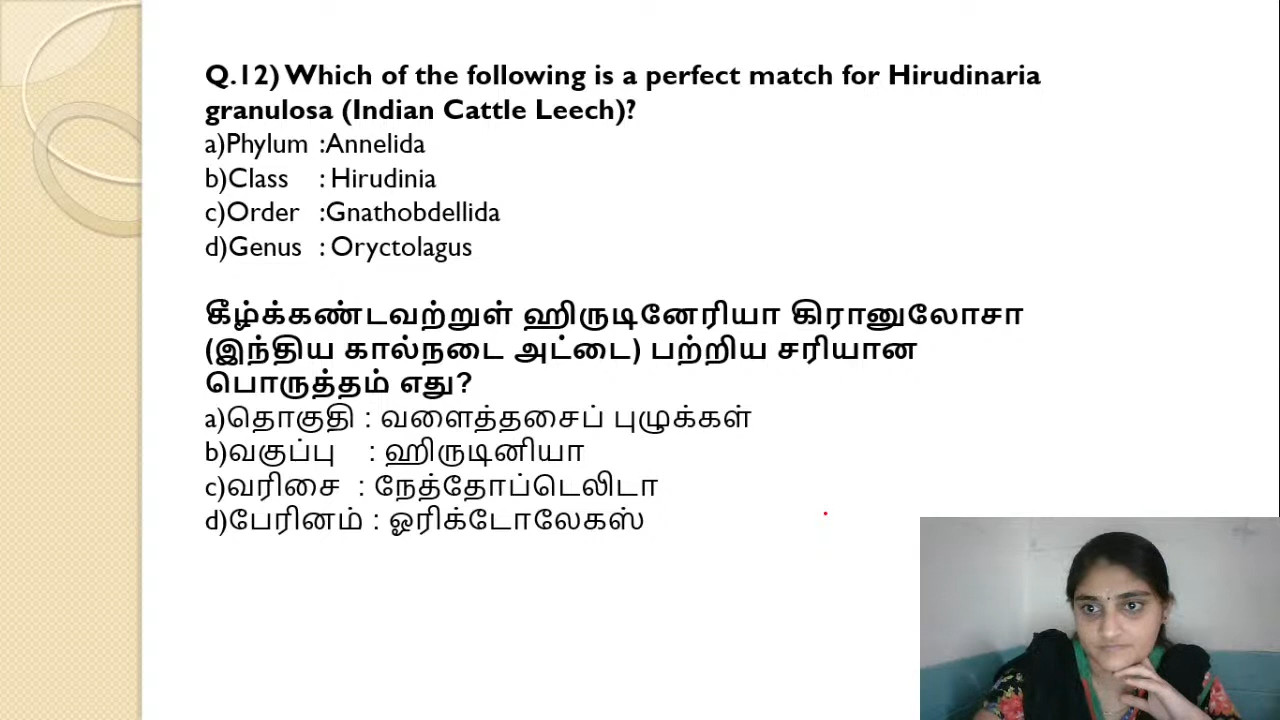 Q.12) Which of the following is a perfect match for Hirudinaria
granulosa (Indian Cattle Leech)?
a)Phylum :Annelida
b)Class : Hirudinia
c)Order :Gnathobdellida
d)Genus : Oryctolagus
கீழ்க்கண்டவற்றுள் ஹிருடினேரியா கிரானுலோசா
(இந்திய கால்நடை அட்டை) பற்றிய சரியான
பொருத்தம் எது?
a)தொகுதி : வளைத்தசைப் புழுக்கள்
b)வகுப்பு : ஹிருடினியா
c)வரிசை : நேத்தோப்டெலிடா
d)பேரினம் : ஓரிக்டோலேகஸ்